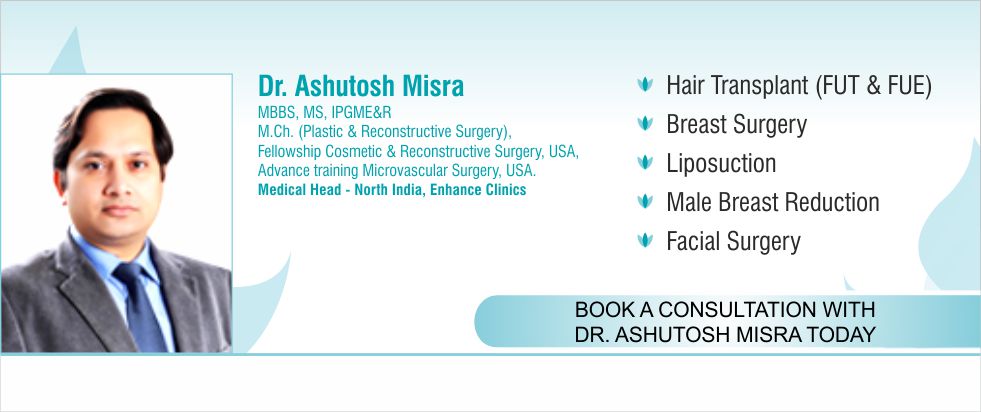 Dr. Ashutosh Misra
MBBS, MS, IPGME&R
M.Ch. (Plastic & Reconstructive Surgery),
Fellowship Cosmetic & Reconstructive Surgery, USA,
Advance training Microvascular Surgery, USA.
Medical Head - North India, Enhance Clinics
Hair Transplant (FUT & FUE)
Breast Surgery
Liposuction
Male Breast Reduction
Facial Surgery
BOOK A CONSULTATION WITH
DR. ASHUTOSH MISRA TODAY